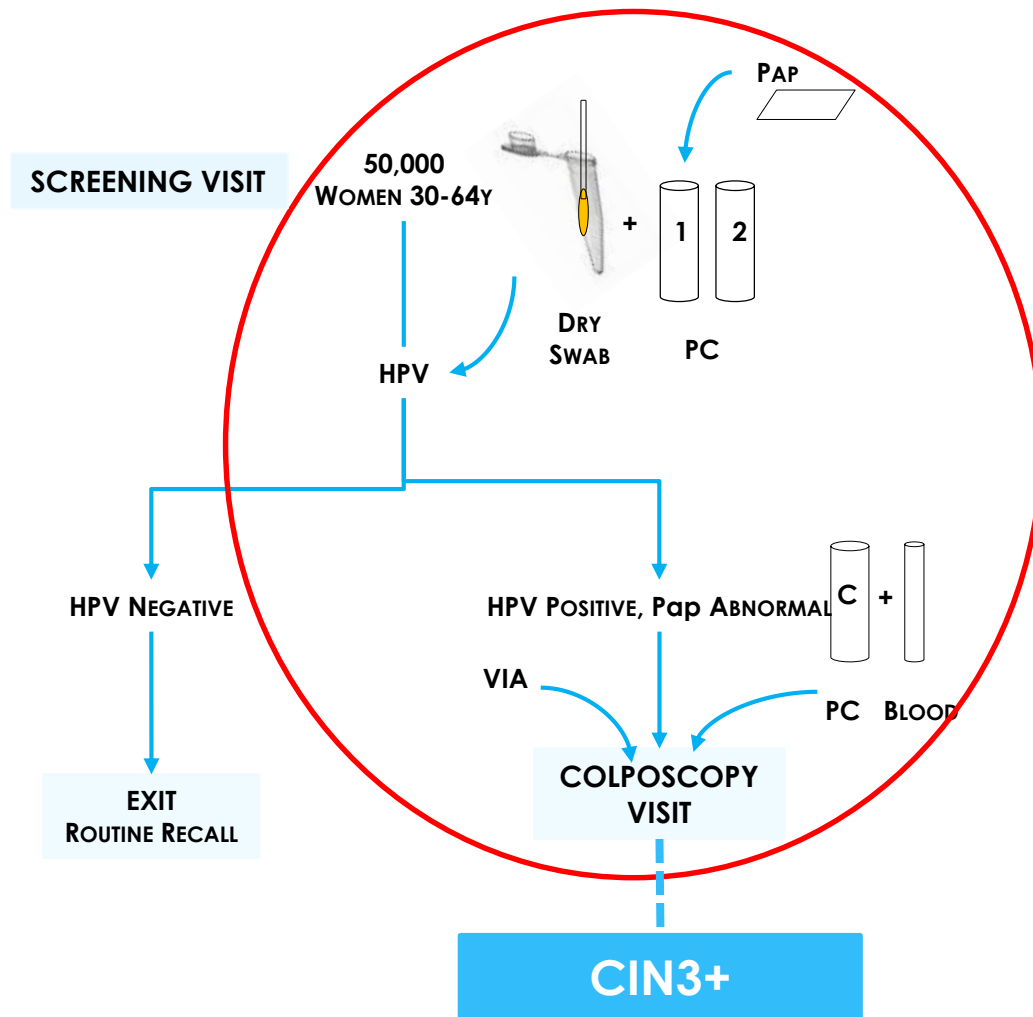 PAP
SCREENING VISIT
50,000
WOMEN 30-64Y
+
1
2
DRY
SWAB
PC
HPV
HPV NEGATIVE
HPV POSITIVE, Pap ABNORMAL
C
+
VIA
PC
BLOOD
COLPOSCOPY
VISIT
EXIT
ROUTINE RECALL
CIN3+